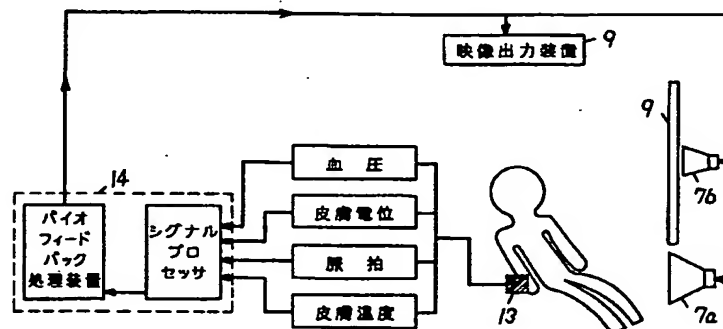 映像出力装置
9
9
7b
14
血圧
皮膚電位
脈拍
皮膚温度
バイオ
フィード
バック
処理装置
シグナル
プロ
セッサ
13
7a